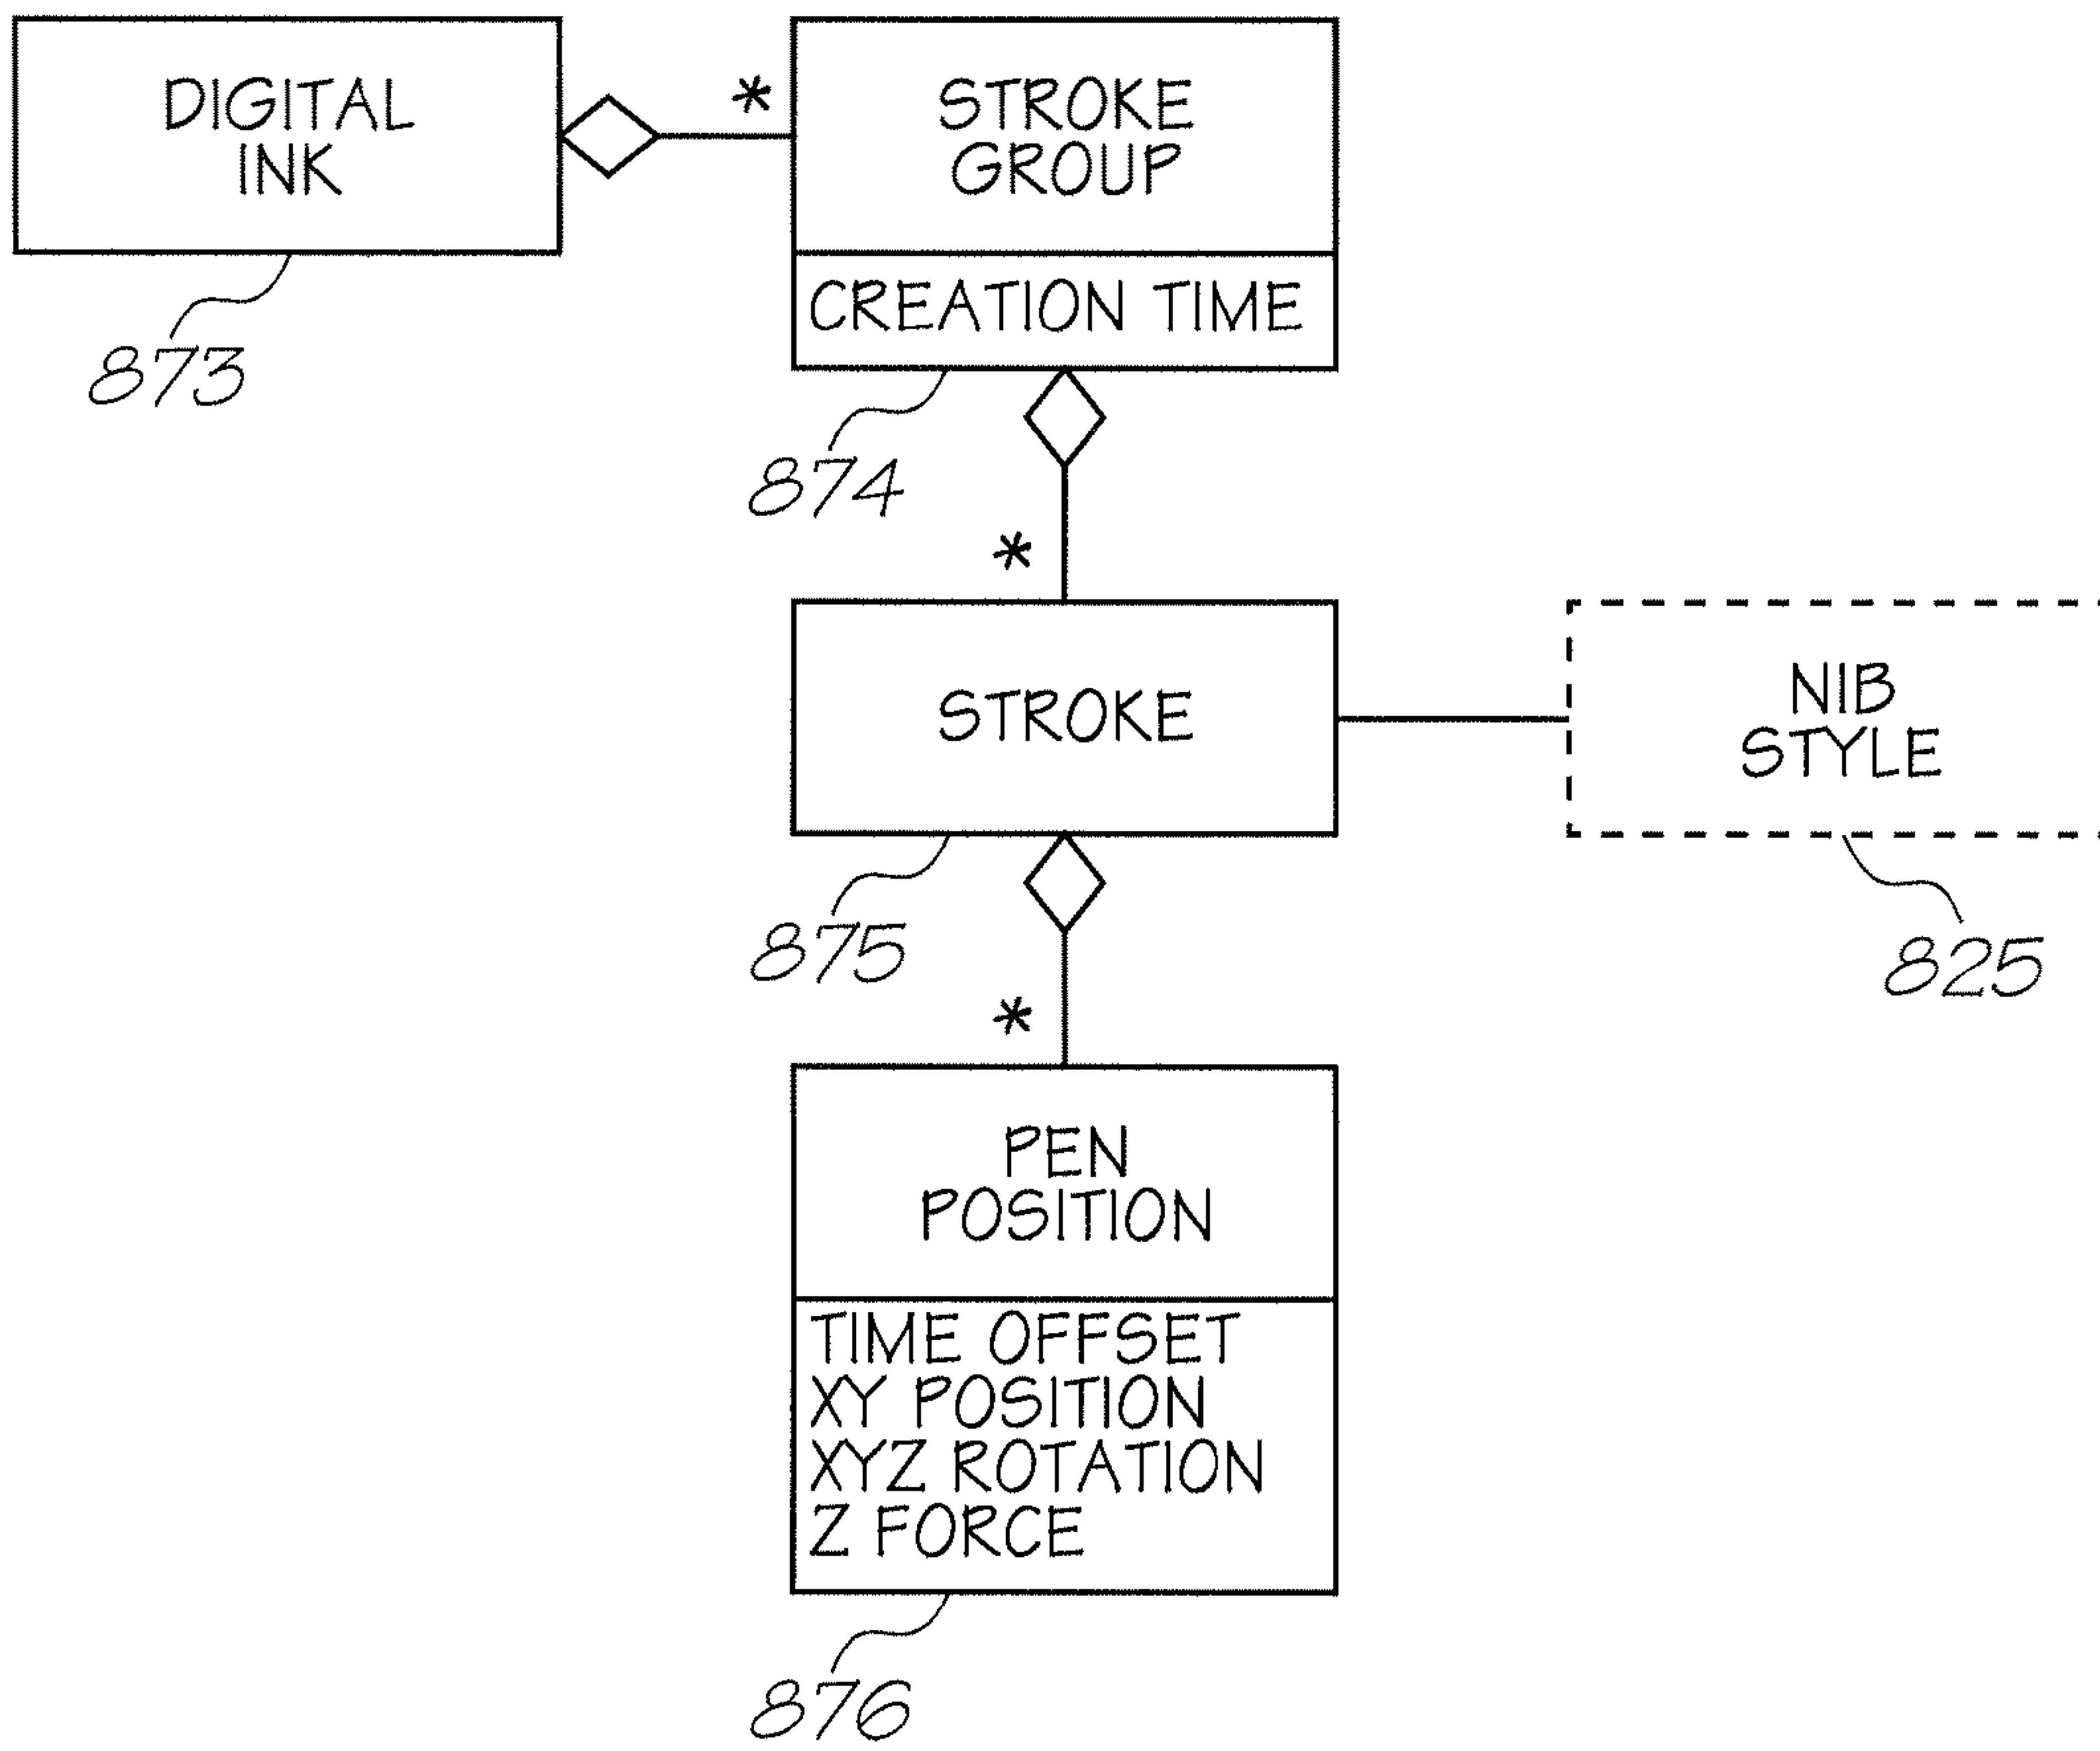 DIGITAL
INK
*
STROKE
GROUP
CREATION TIME
873
874
*
STROKE
NIB
STYLE
875
825
*
PEN
POSITION
TIME OFFSET
XY POSITION
XYZ ROTATION
Z FORCE
876